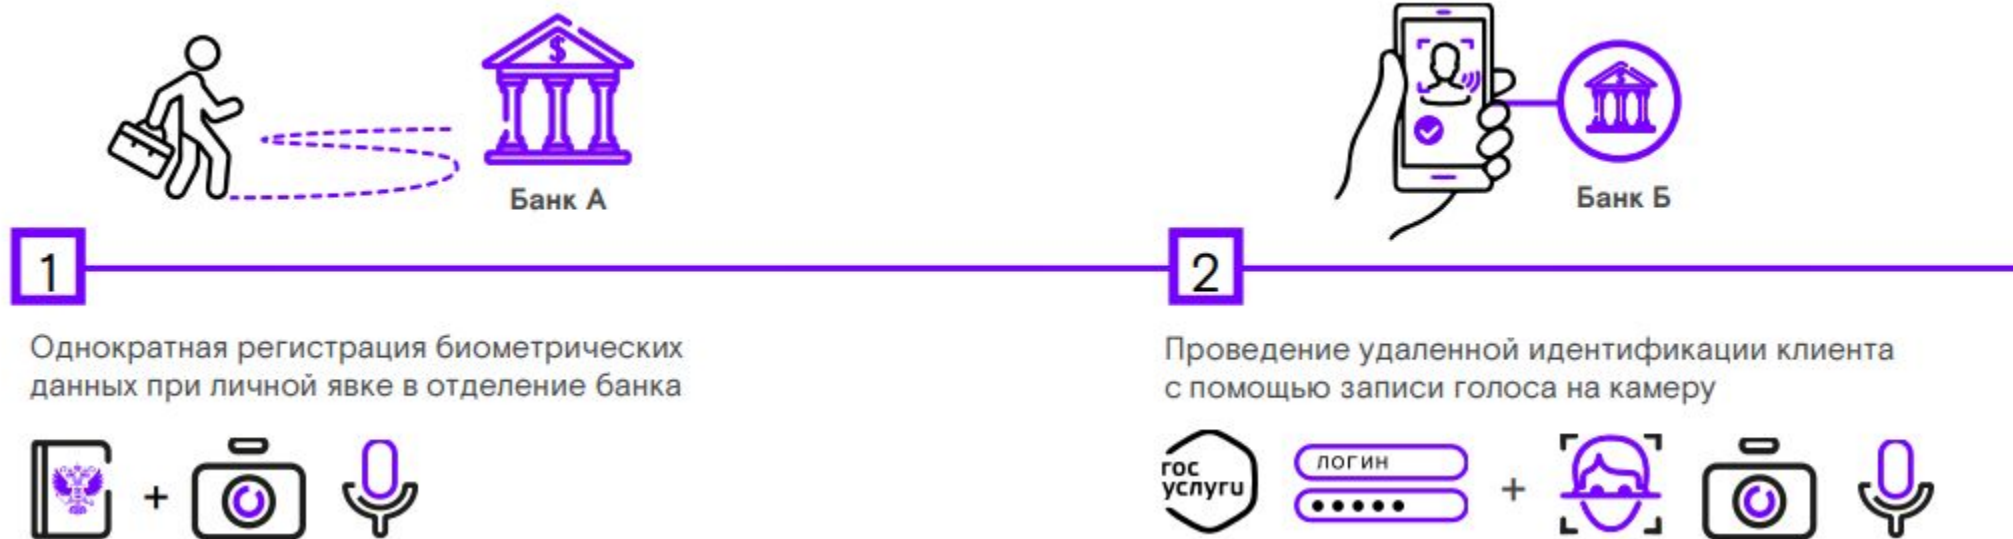 Банк А
Банк Б
1
2
Однократная регистрация биометрических
данных при личной явке в отделение банка
Проведение удаленной идентификации клиента
с помощью записи голоса на камеру
+
гос
услуги
ЛОГИН
+